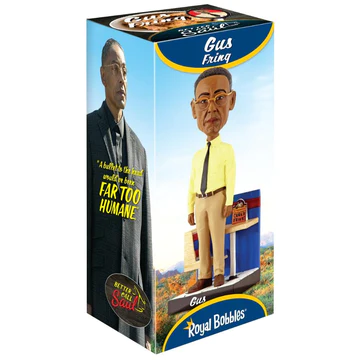 Gus
Fring
"A bullet to the head
would've been
FAR TOO
HUMANE
BETTER
CALL
Saul
Gus
Royal Bobbles®